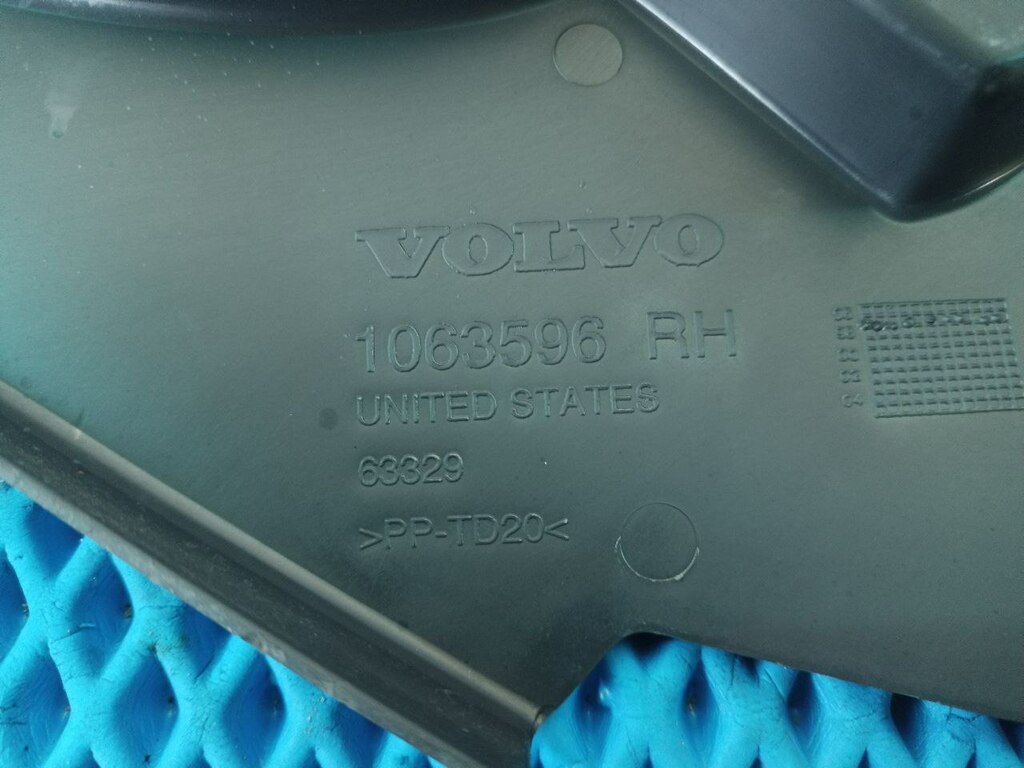 VOLVO
1063596 RH
UNITED STATES
63329
>PP-TD20<